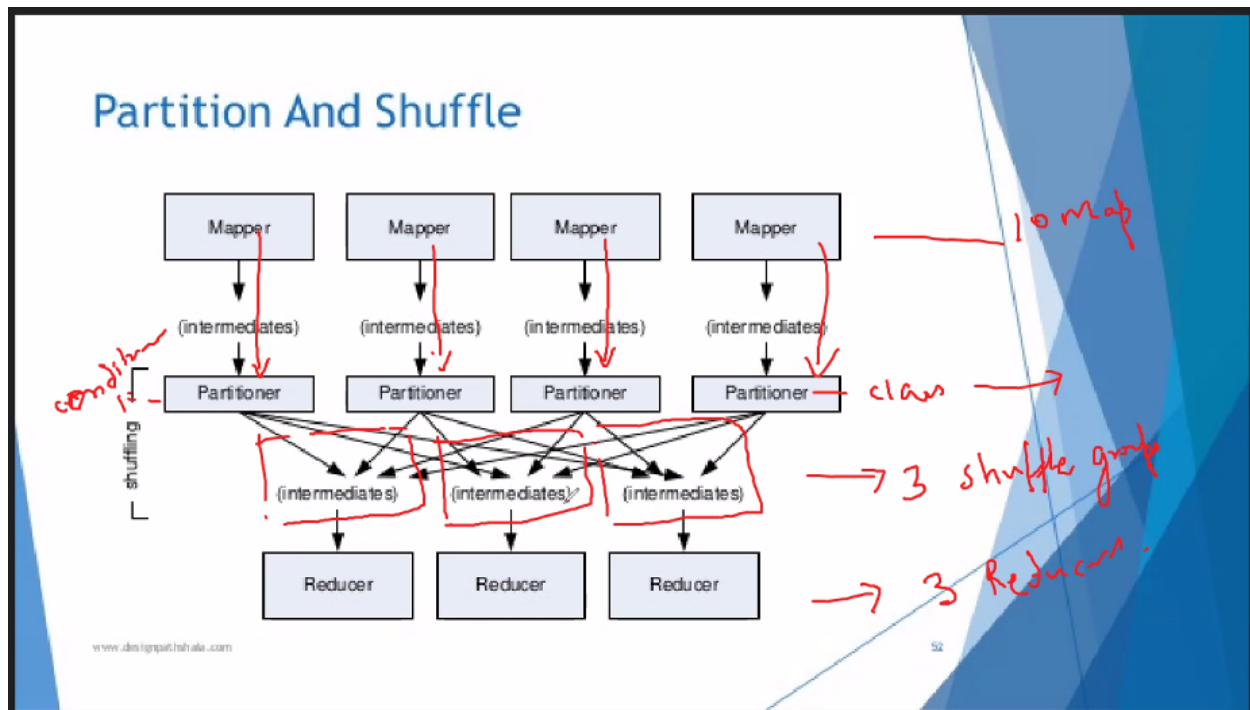 Partition And Shuffle
Mapper Mapper Mapper Mapper
10 Map
(intermediates) (intermediates) (intermediates) (intermediates)
condition
Partitioner Partitioner Partitioner Partitioner
class
shuffling
(intermediates) (intermediates) (intermediates)
3 shuffle group
Reducer Reducer Reducer
3 Reducers.
www.designpathshala.com
52